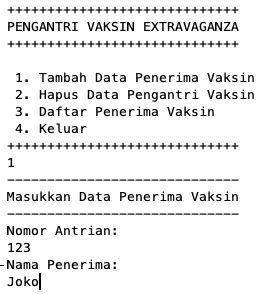 +++++++++++++++++++++++++++++
PENGANTRI VAKSIN EXTRAVAGANZA
+++++++++++++++++++++++++++++
1. Tambah Data Penerima Vaksin
2. Hapus Data Pengantri Vaksin
3. Daftar Penerima Vaksin
4. Keluar
+++++++++++++++++++++++++++++
1
-----------------------------
Masukkan Data Penerima Vaksin
-----------------------------
Nomor Antrian:
123
Nama Penerima:
Joko